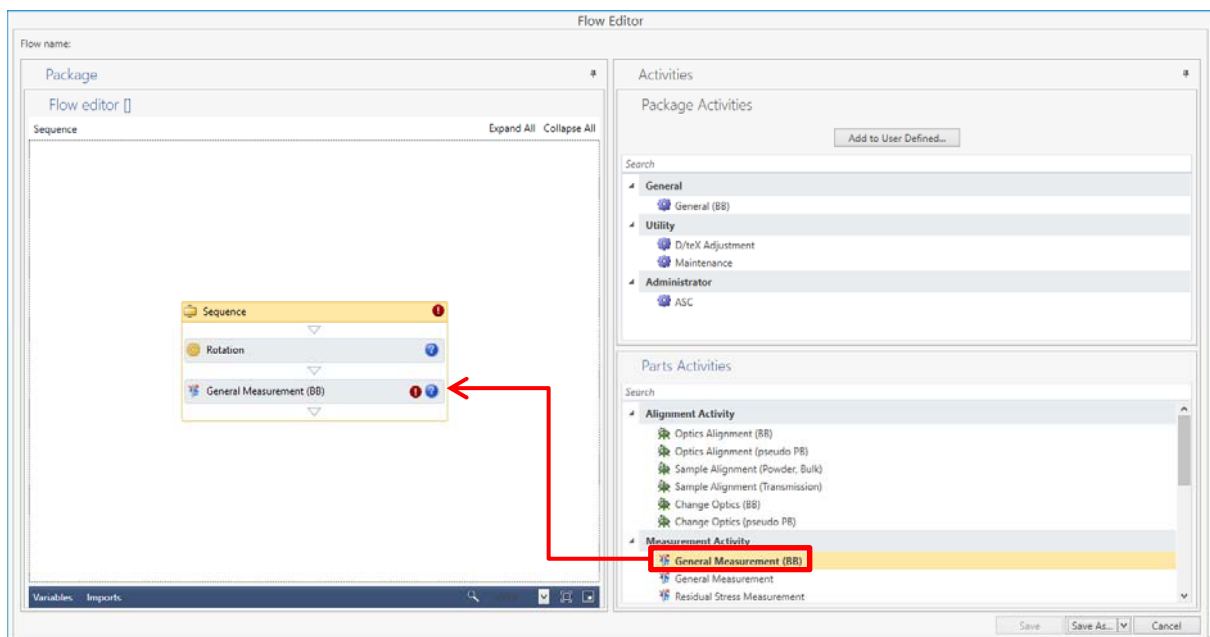 Flow Editor
Flow name:
Package
Flow editor []
Sequence Expand All Collapse All
Sequence
Rotation
General Measurement (BB)
Variables Imports
Activities
Package Activities
Add to User Defined...
Search
General
General (BB)
Utility
D/teX Adjustment
Maintenance
Administrator
ASC
Parts Activities
Search
Alignment Activity
Optics Alignment (BB)
Optics Alignment (pseudo PB)
Sample Alignment (Powder, Bulk)
Sample Alignment (Transmission)
Change Optics (BB)
Change Optics (pseudo PB)
Measurement Activity
General Measurement (BB)
General Measurement
Residual Stress Measurement
Save Save As... Cancel